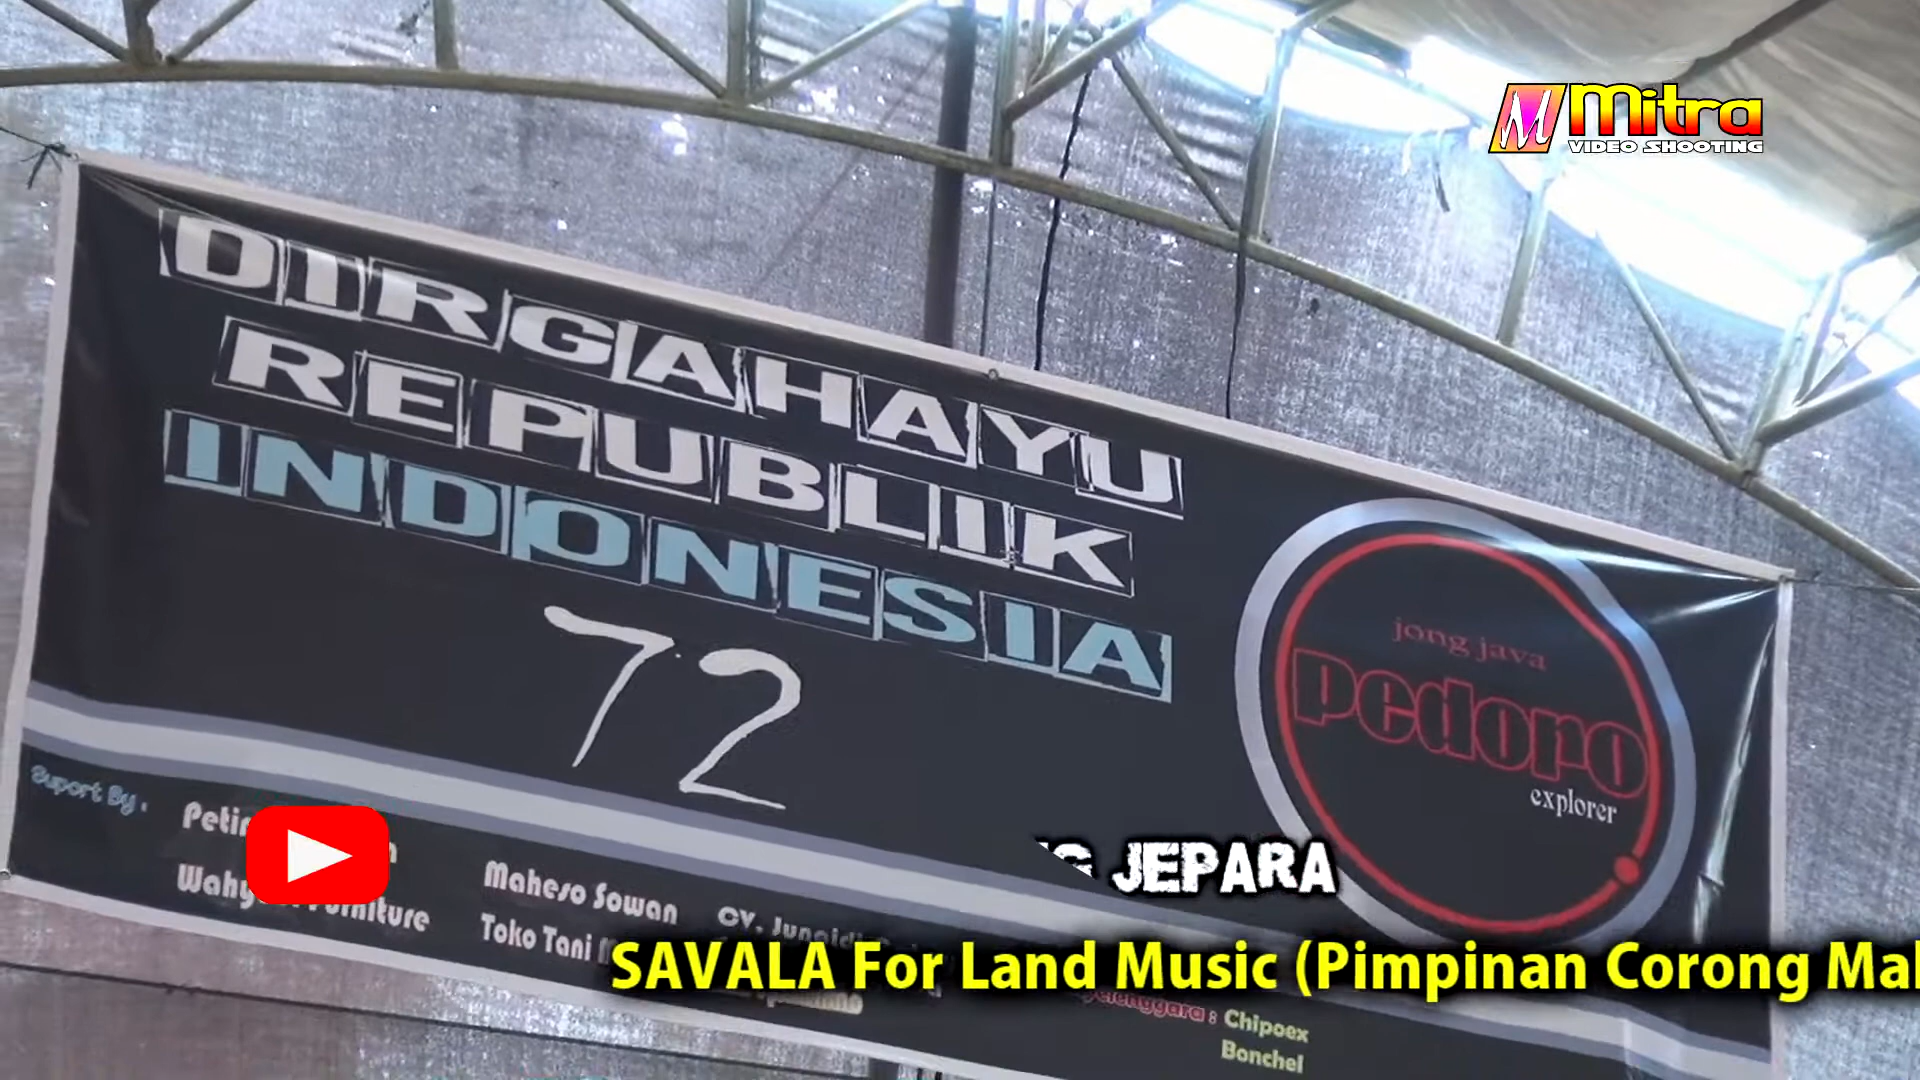 M Mitra
VIDEO SHOOTING
DIRGAHAYU
REPUBLIK
INDONESIA
72
jong java
pedoro
explorer
Suport By :
Maheso Sowan
CV.
Toko Tani
JEPARA
SAVALA For Land Music (Pimpinan Corong
Chipoex
Bonchel